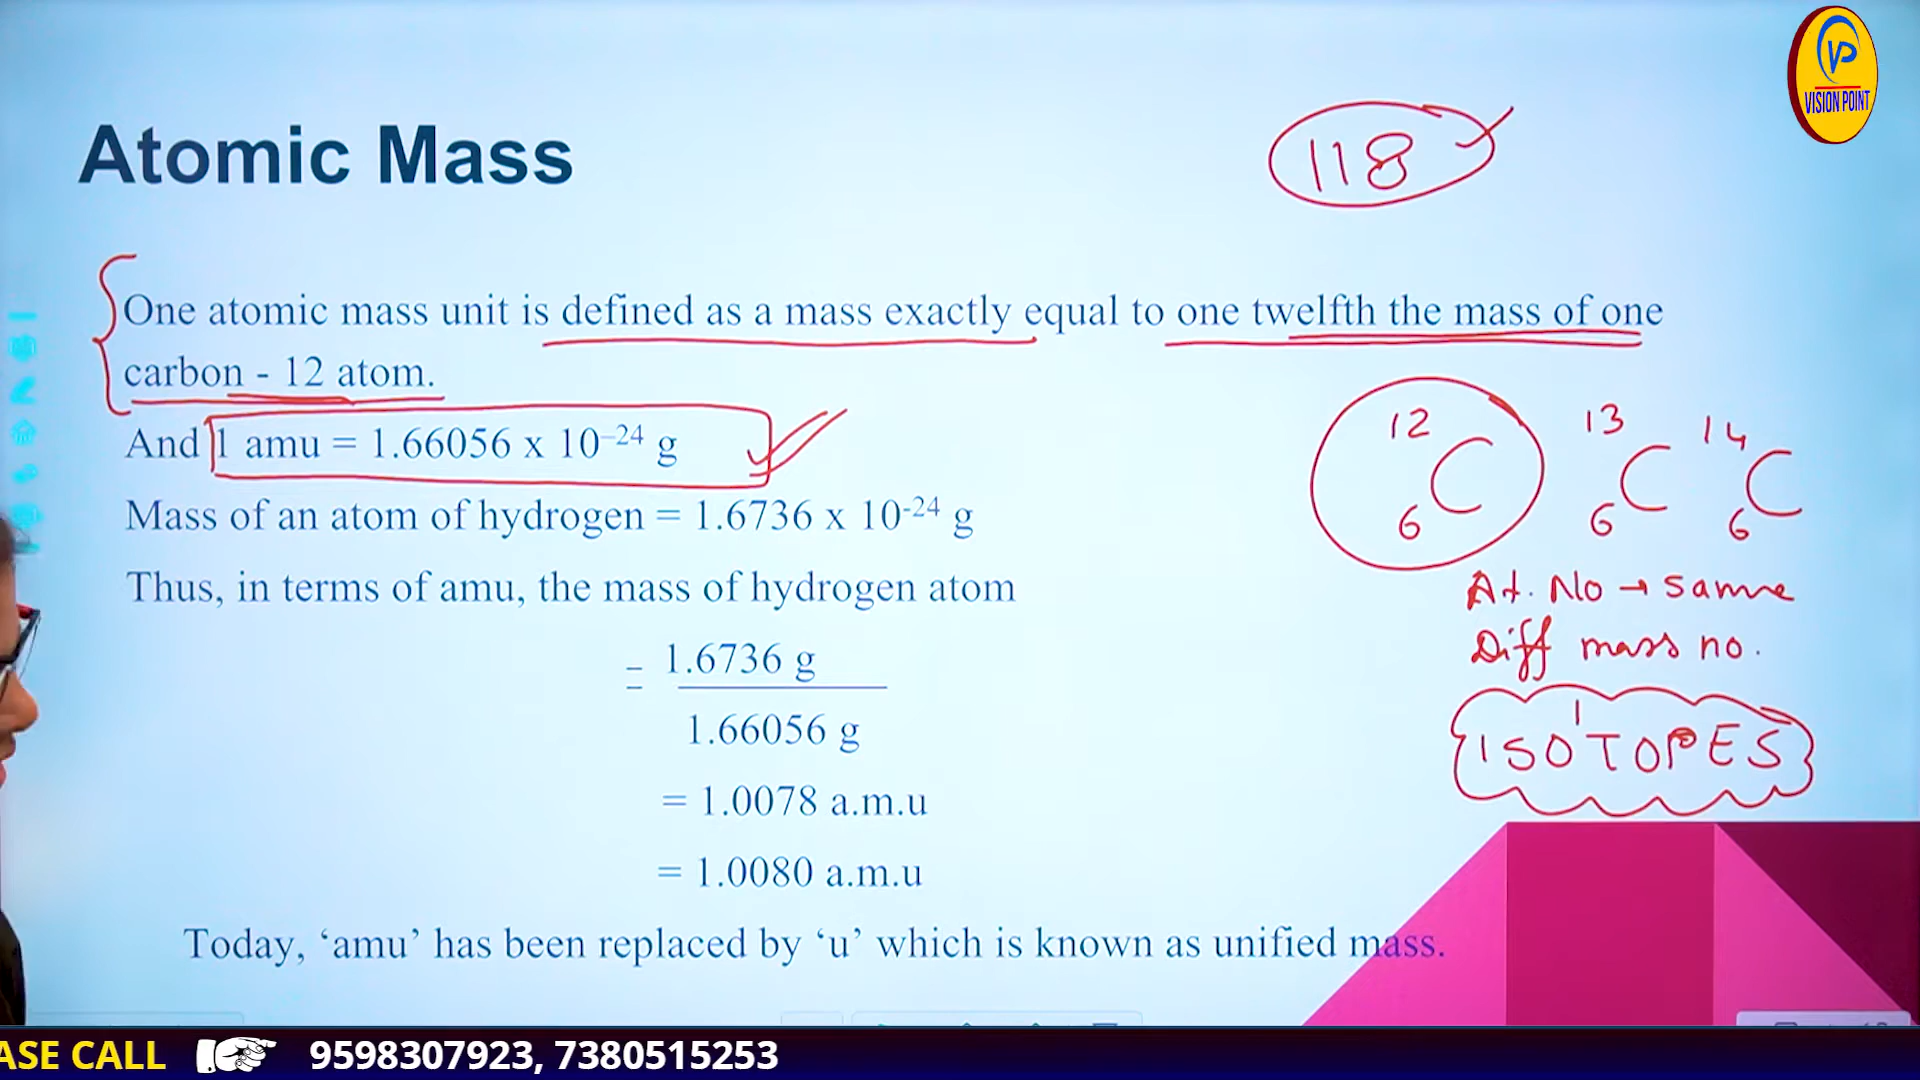 VP
VISION POINT
Atomic Mass
118
One atomic mass unit is defined as a mass exactly equal to one twelfth the mass of one
carbon - 12 atom.
And 1 amu = 1.66056 x 10⁻²⁴ g
Mass of an atom of hydrogen = 1.6736 x 10⁻²⁴ g
Thus, in terms of amu, the mass of hydrogen atom
= 1.6736 g
1.66056 g
= 1.0078 a.m.u
= 1.0080 a.m.u
Today, ‘amu’ has been replaced by ‘u’ which is known as unified mass.
12 13 14
C C C
6 6 6
At. No → same
Diff mass no.
ISOTOPES
ASE CALL 9598307923, 7380515253